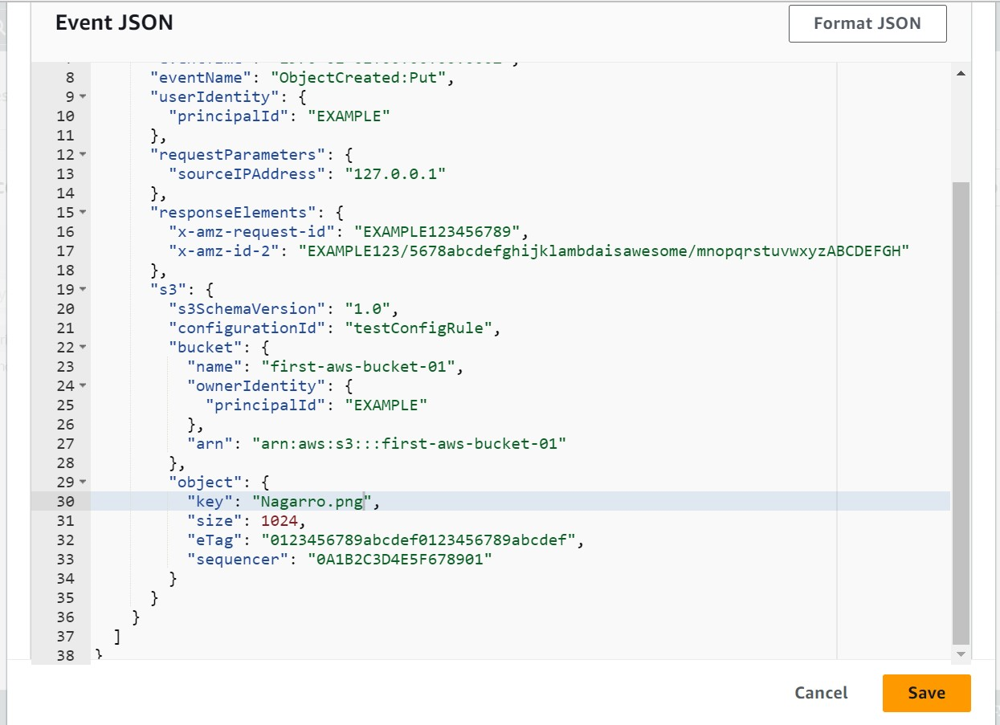 Event JSON
Format JSON
8 "eventName": "ObjectCreated:Put",
9 "userIdentity": {
10 "principalId": "EXAMPLE"
11 },
12 "requestParameters": {
13 "sourceIPAddress": "127.0.0.1"
14 },
15 "responseElements": {
16 "x-amz-request-id": "EXAMPLE123456789",
17 "x-amz-id-2": "EXAMPLE123/5678abcdefghijklambdaisawesome/mnopqrstuvwxyzABCDEFGH"
18 },
19 "s3": {
20 "s3SchemaVersion": "1.0",
21 "configurationId": "testConfigRule",
22 "bucket": {
23 "name": "first-aws-bucket-01",
24 "ownerIdentity": {
25 "principalId": "EXAMPLE"
26 },
27 "arn": "arn:aws:s3:::first-aws-bucket-01"
28 },
29 "object": {
30 "key": "Nagarro.png",
31 "size": 1024,
32 "eTag": "0123456789abcdef0123456789abcdef",
33 "sequencer": "0A1B2C3D4E5F678901"
34 }
35 }
36 }
37 ]
38 }
Cancel
Save